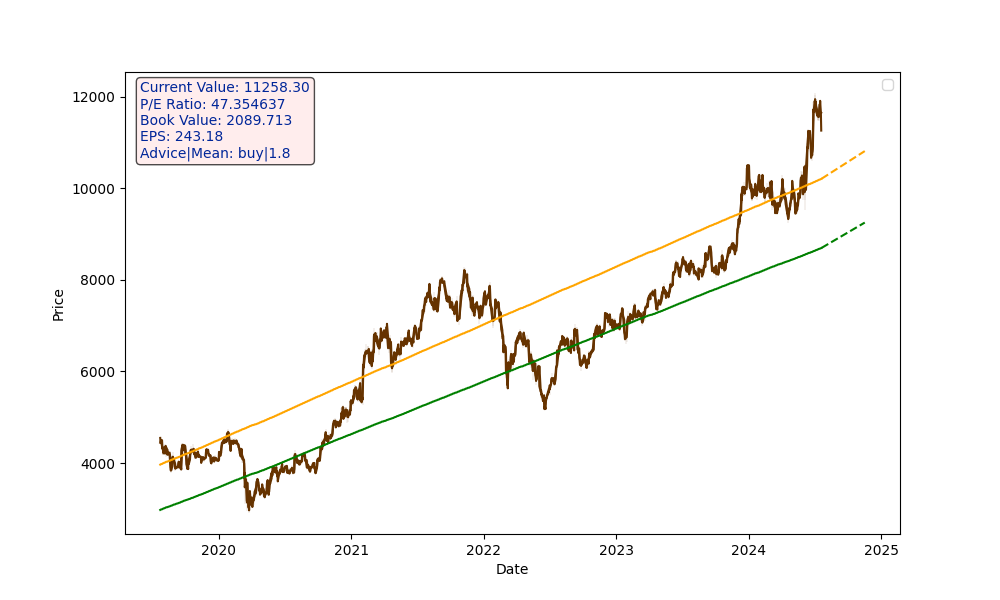 Current Value: 11258.30
P/E Ratio: 47.354637
Book Value: 2089.713
EPS: 243.18
Advice|Mean: buy|1.8
12000
10000
8000
6000
4000
Price
2020 2021 2022 2023 2024 2025
Date